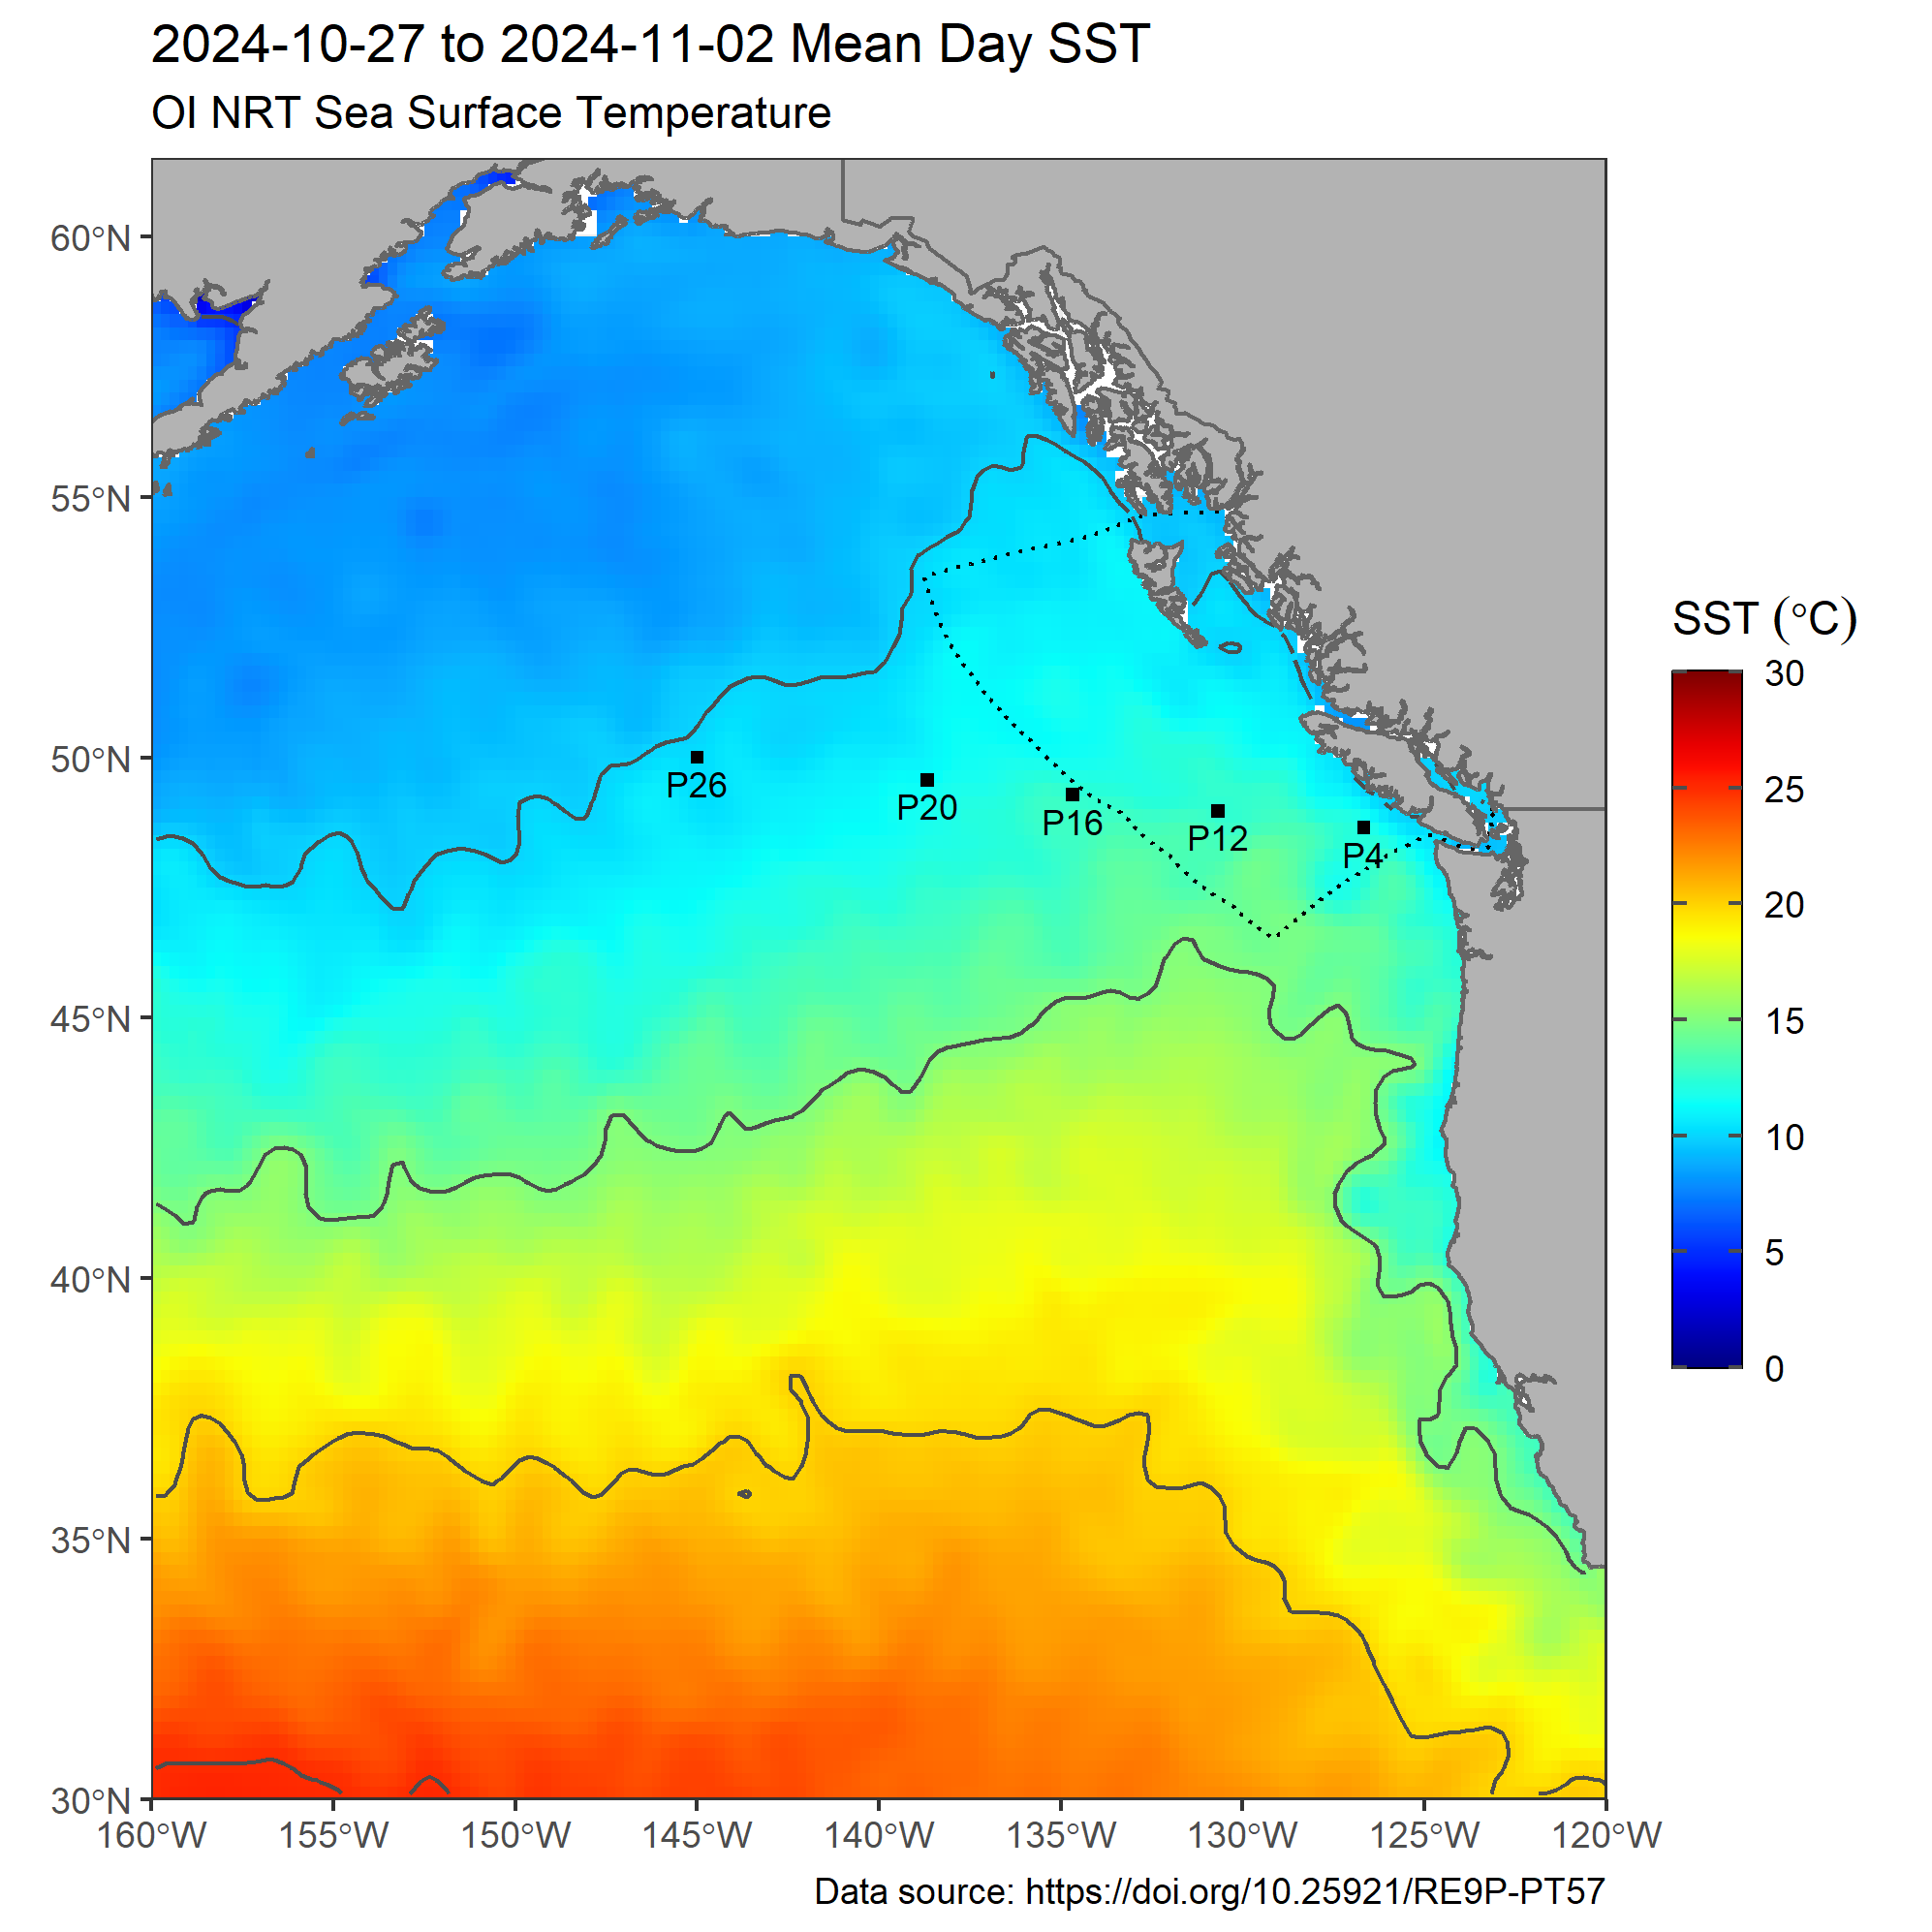 2024-10-27 to 2024-11-02 Mean Day SST
OI NRT Sea Surface Temperature
60°N
55°N
50°N
45°N
40°N
35°N
30°N
P26
P20
P16
P12
P4
160°W
155°W
150°W
145°W
140°W
135°W
130°W
125°W
120°W
SST (°C)
30
25
20
15
10
5
0
Data source: https://doi.org/10.25921/RE9P-PT57